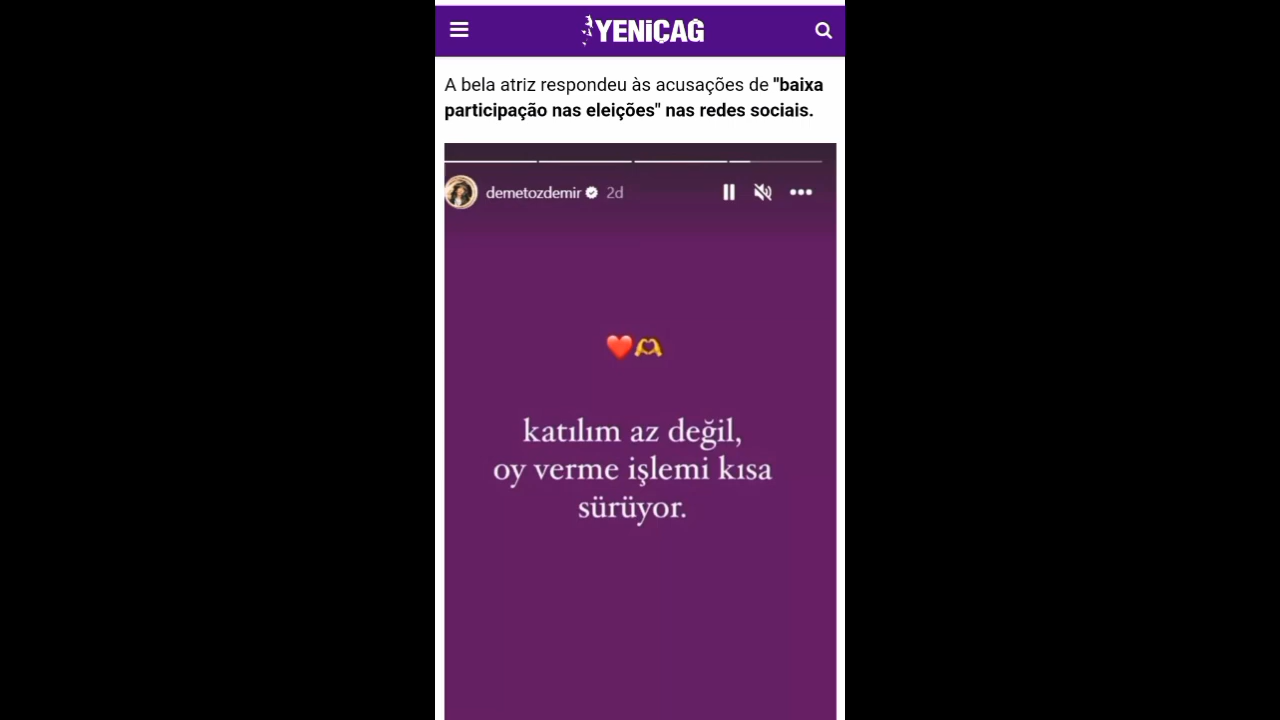 YENİÇAĞ
A bela atriz respondeu às acusações de "baixa
participação nas eleições" nas redes sociais.
demetozdemir 2d
katılım az değil,
oy verme işlemi kısa
sürüyor.